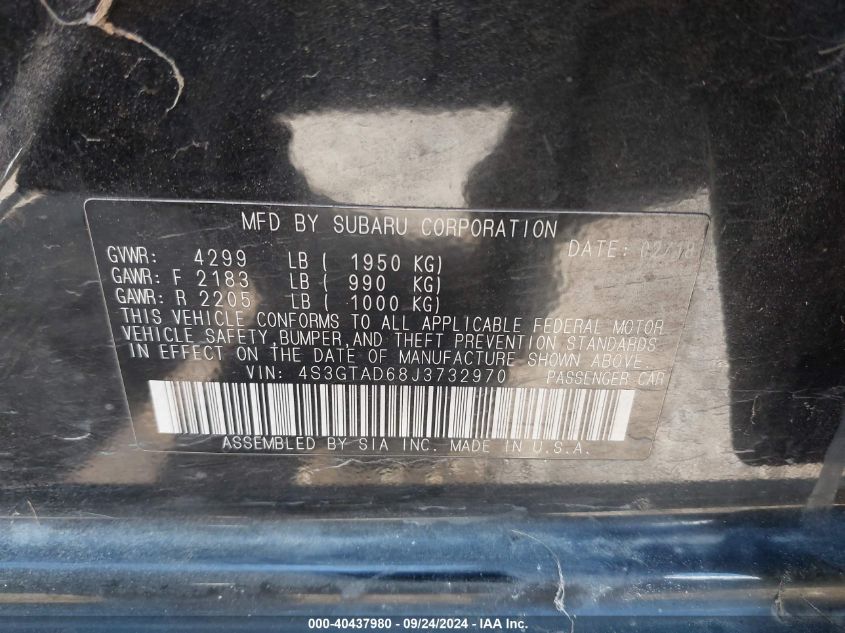 MFD BY SUBARU CORPORATION
DATE: 02/18
GVWR: 4299 LB ( 1950 KG)
GAWR: F 2183 LB ( 990 KG)
GAWR: R 2205 LB ( 1000 KG)
THIS VEHICLE CONFORMS TO ALL APPLICABLE FEDERAL MOTOR
VEHICLE SAFETY,BUMPER,AND THEFT PREVENTION STANDARDS
IN EFFECT ON THE DATE OF MANUFACTURE SHOWN ABOVE.
VIN: 4S3GTAD68J3732970 PASSENGER CAR
ASSEMBLED BY SIA INC. MADE IN U.S.A.
000-40437980 - 09/24/2024 - IAA Inc.